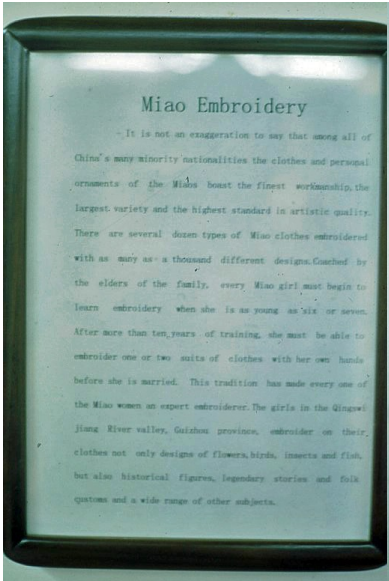 Miao Embroidery
It is not an exaggeration to say that among all of
China's many minority nationalities the clothes and personal
ornaments of the Miaos boast the finest workmanship, the
largest variety and the highest standard in artistic quality.
There are several dozen types of Miao clothes embroidered
with as many as a thousand different designs. Coached by
the elders of the family, every Miao girl must begin to
learn embroidery when she is as young as six or seven.
After more than ten years of training, she must be able to
embroider one or two suits of clothes with her own hands
before she is married. This tradition has made every one of
the Miao women an expert embroiderer. The girls in the Qingswi
jiang River valley, Guizhou province, embroider on their
clothes not only designs of flowers, birds, insects and fish,
but also historical figures, legendary stories and folk
qustoms and a wide range of other subjects.